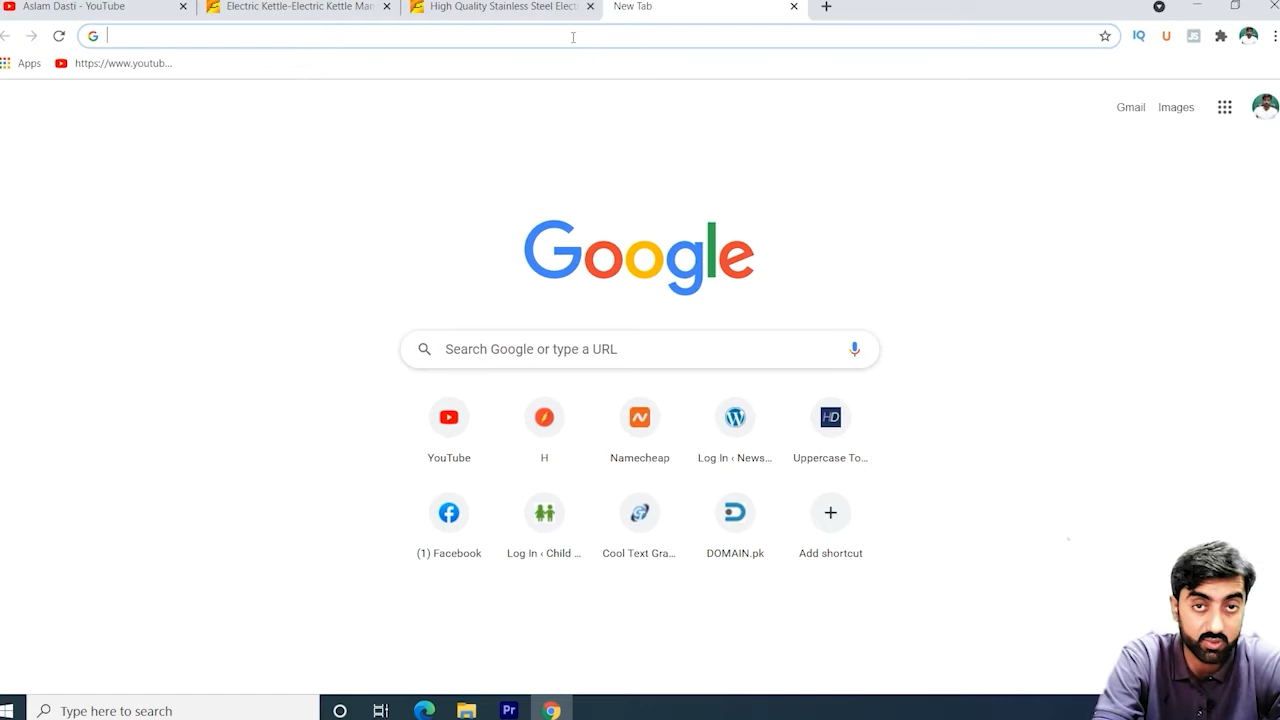 Aslam Dasti - YouTube
Electric Kettle-Electric Kettle Man
High Quality Stainless Steel Elect
New Tab
Apps
https://www.youtub...
Gmail
Images
Google
Search Google or type a URL
YouTube
H
Namecheap
Log In ‹ News...
Uppercase To...
(1) Facebook
Log In ‹ Child ...
Cool Text Gra...
DOMAIN.pk
Add shortcut
Type here to search